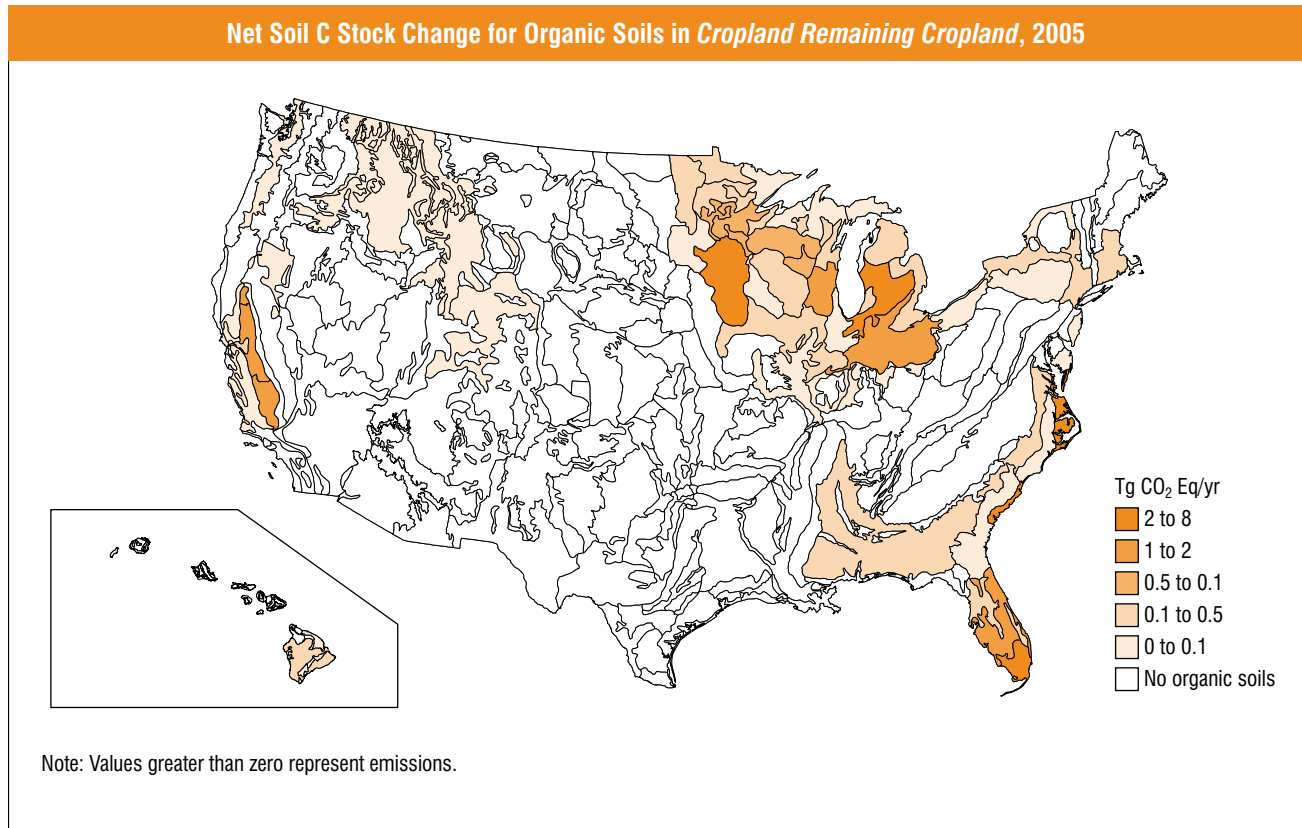 Net Soil C Stock Change for Organic Soils in Cropland Remaining Cropland, 2005
Tg CO₂ Eq/yr
2 to 8
1 to 2
0.5 to 0.1
0.1 to 0.5
0 to 0.1
No organic soils
Note: Values greater than zero represent emissions.